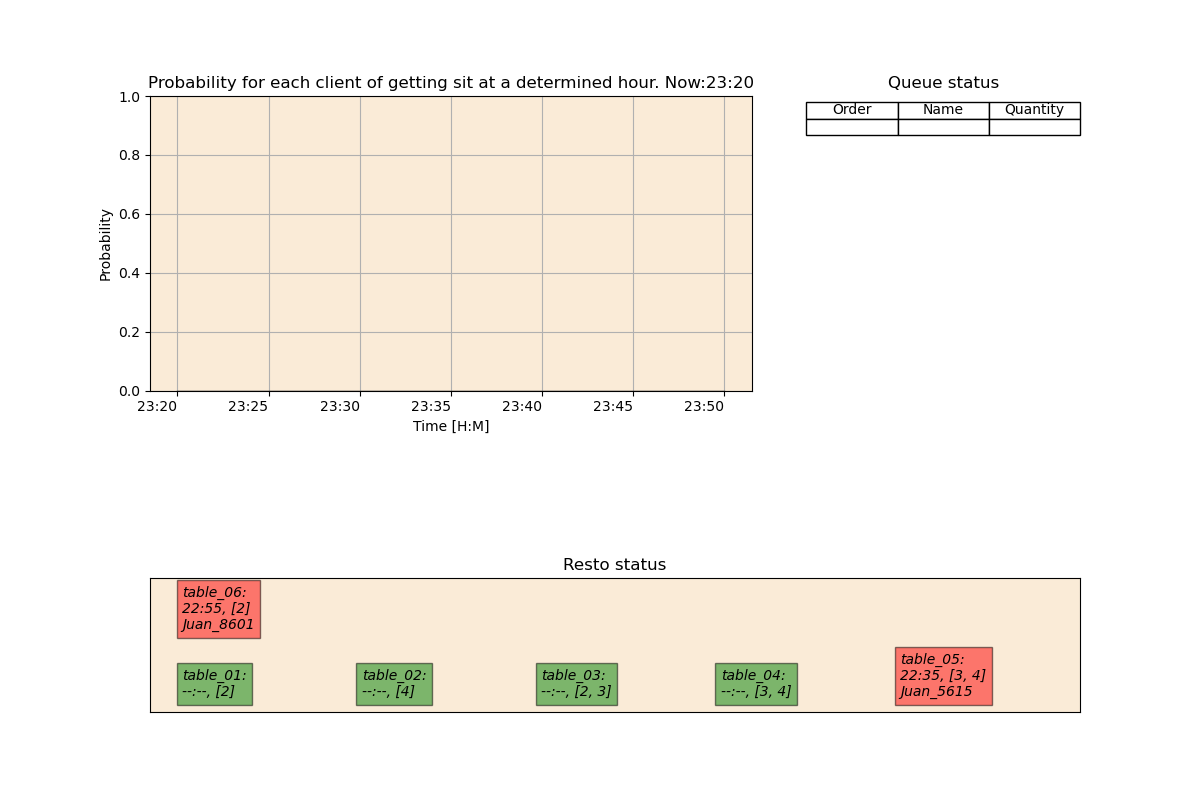 Probability for each client of getting sit at a determined hour. Now:23:20
1.0
0.8
0.6
0.4
0.2
0.0
Probability
23:20 23:25 23:30 23:35 23:40 23:45 23:50
Time [H:M]
Queue status
Order Name Quantity
Resto status
table_06:
22:55, [2]
Juan_8601
table_01:
--:--, [2]
table_02:
--:--, [4]
table_03:
--:--, [2, 3]
table_04:
--:--, [3, 4]
table_05:
22:35, [3, 4]
Juan_5615